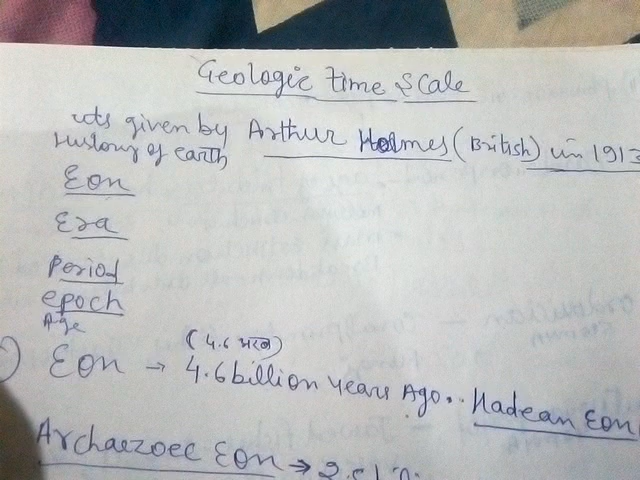 Geologic time Scale
its given by Arthur Holmes (British) in 1913
History of earth
Eon
Era
Period
epoch
Age
(4.6 अरब)
Eon → 4.6 billion years Ago. Hadean Eon
Archaezoec Eon →